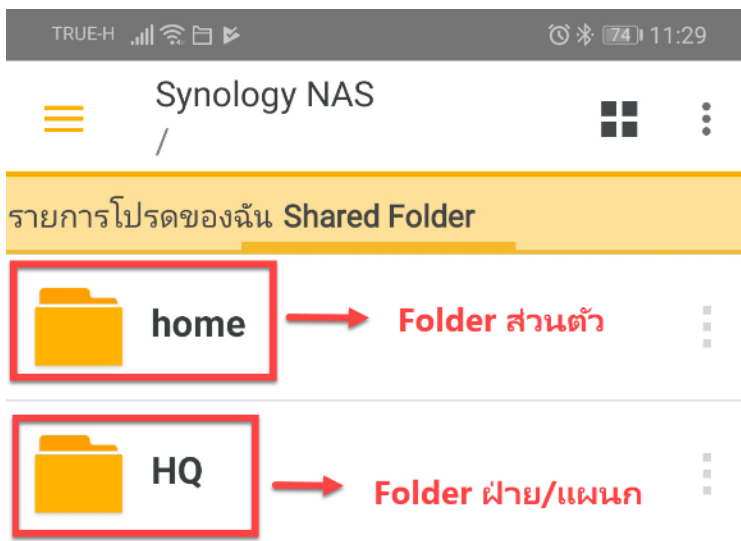 TRUE-H 74 11:29
Synology NAS
/
รายการโปรดของฉัน Shared Folder
home Folder ส่วนตัว
HQ Folder ฝ่าย/แผนก